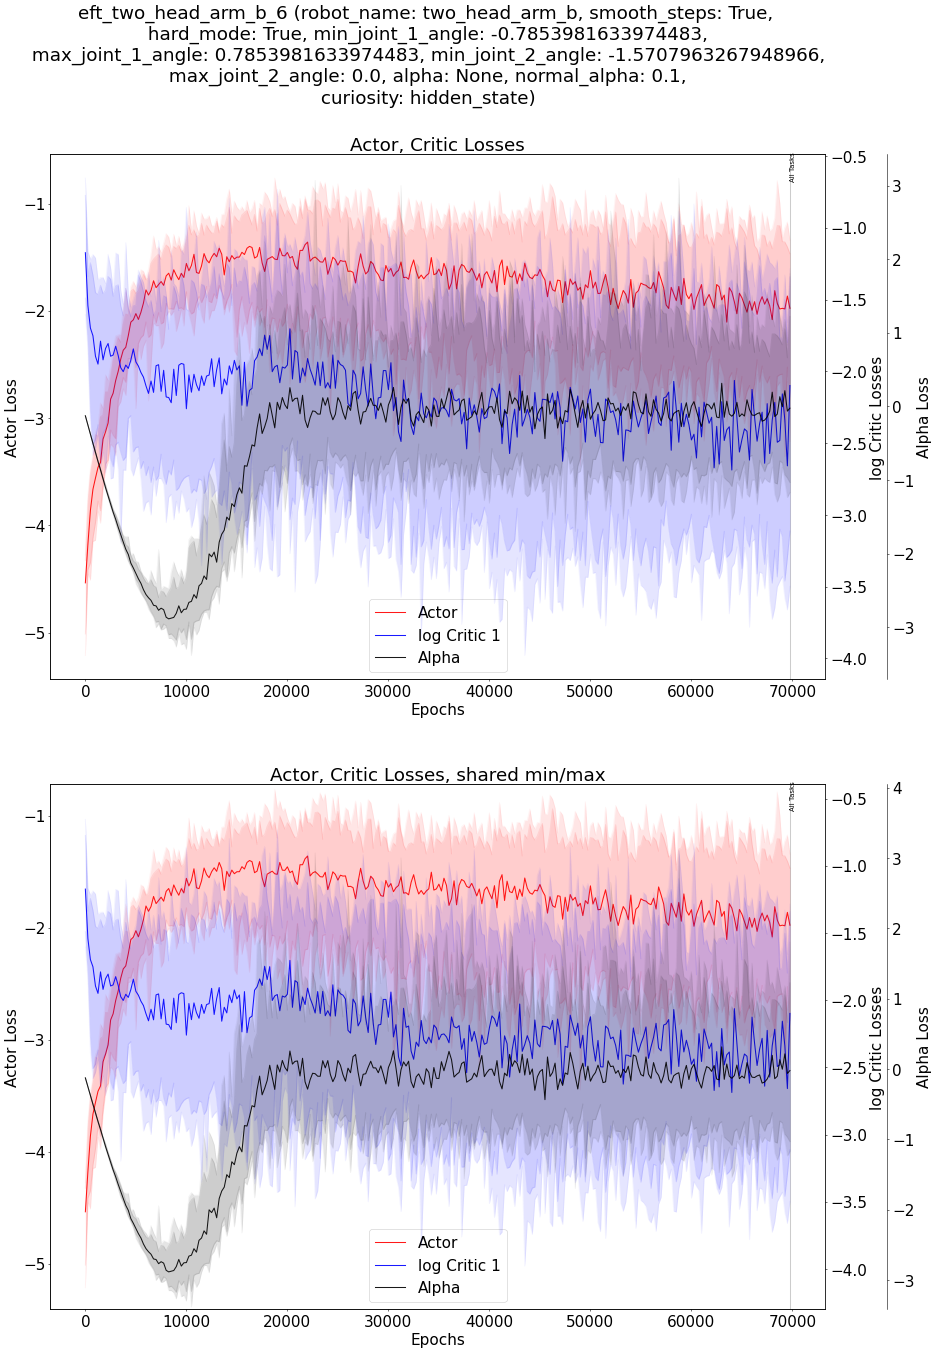 eft_two_head_arm_b_6 (robot_name: two_head_arm_b, smooth_steps: True,
hard_mode: True, min_joint_1_angle: -0.7853981633974483,
max_joint_1_angle: 0.7853981633974483, min_joint_2_angle: -1.5707963267948966,
max_joint_2_angle: 0.0, alpha: None, normal_alpha: 0.1,
curiosity: hidden_state)
Actor, Critic Losses
All Tasks
−1
−2
−3
−4
−5
Actor Loss
−0.5
−1.0
−1.5
−2.0
−2.5
−3.0
−3.5
−4.0
log Critic Losses
3
2
1
0
−1
−2
−3
Alpha Loss
Actor
log Critic 1
Alpha
0
10000
20000
30000
40000
50000
60000
70000
Epochs
Actor, Critic Losses, shared min/max
All Tasks
−1
−2
−3
−4
−5
Actor Loss
−0.5
−1.0
−1.5
−2.0
−2.5
−3.0
−3.5
−4.0
log Critic Losses
4
3
2
1
0
−1
−2
−3
Alpha Loss
Actor
log Critic 1
Alpha
0
10000
20000
30000
40000
50000
60000
70000
Epochs